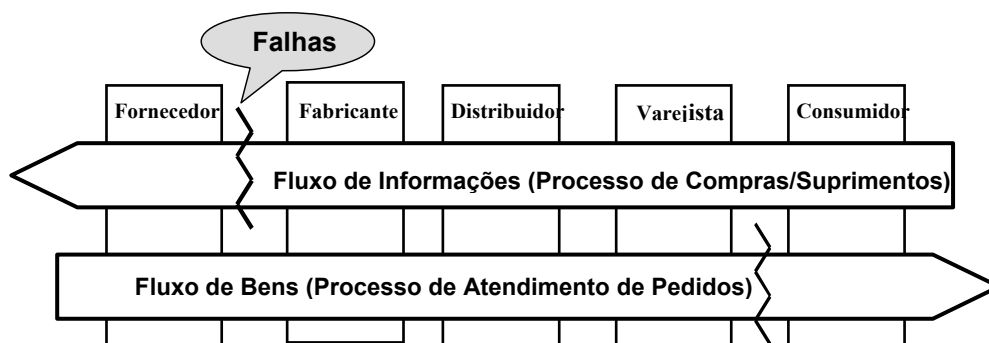 Falhas
Fornecedor
Fabricante
Distribuidor
Varejista
Consumidor
Fluxo de Informações (Processo de Compras/Suprimentos)
Fluxo de Bens (Processo de Atendimento de Pedidos)